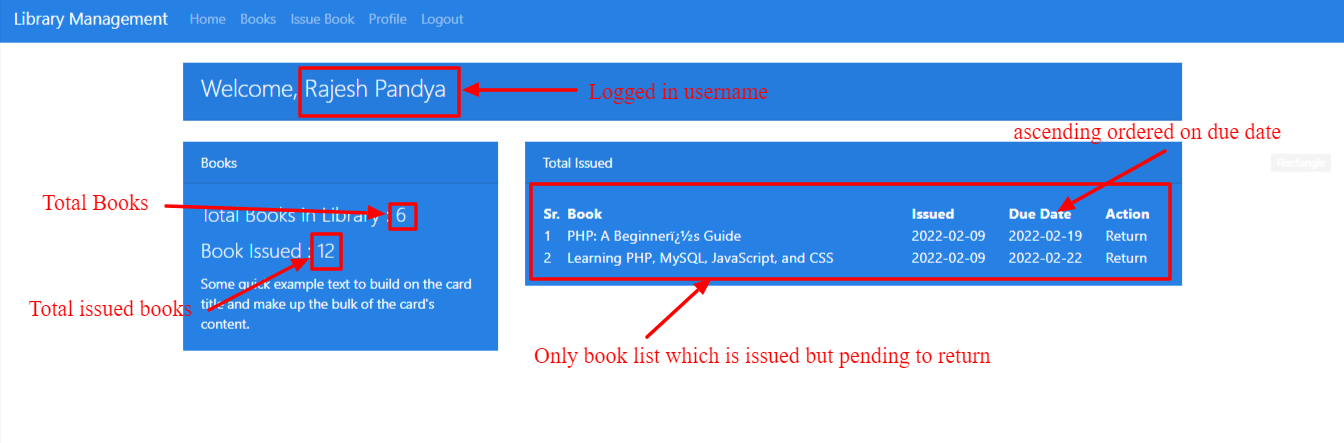 Library Management Home Books Issue Book Profile Logout
Welcome, Rajesh Pandya
Logged in username
ascending ordered on due date
Rectangle
Books
Total Books
Total Books in Library : 6
Book Issued : 12
Total issued books
Some quick example text to build on the card
title and make up the bulk of the card's
content.
Total Issued
Sr. Book Issued Due Date Action
1 PHP: A Beginnerï¿½s Guide 2022-02-09 2022-02-19 Return
2 Learning PHP, MySQL, JavaScript, and CSS 2022-02-09 2022-02-22 Return
Only book list which is issued but pending to return